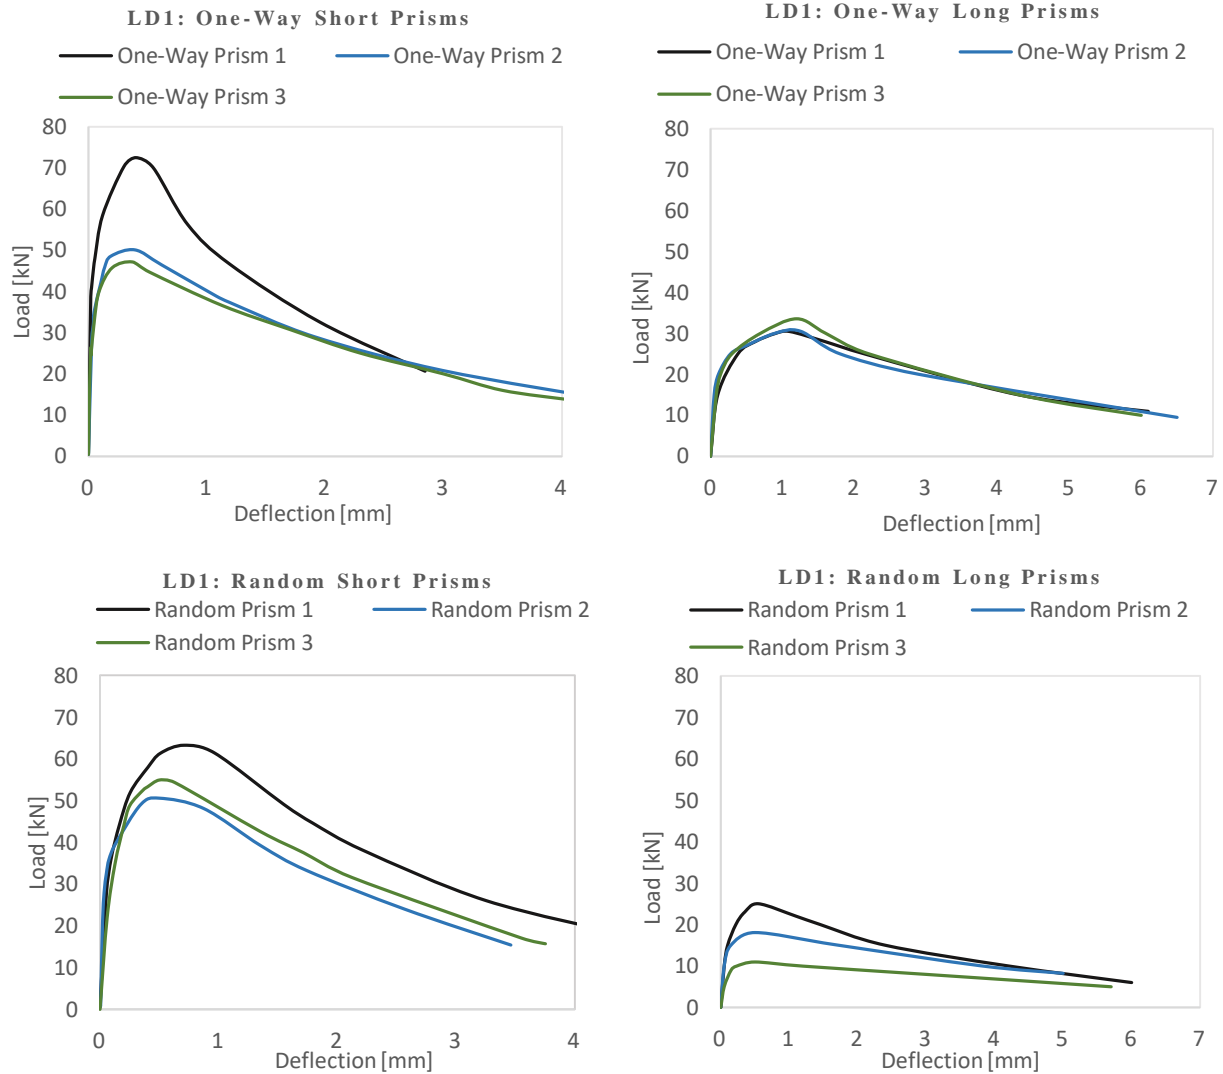 LD1: One-Way Short Prisms
One-Way Prism 1
One-Way Prism 2
One-Way Prism 3
80
70
60
50
40
30
20
10
0
Load [kN]
0 1 2 3 4
Deflection [mm]
LD1: One-Way Long Prisms
One-Way Prism 1
One-Way Prism 2
One-Way Prism 3
80
70
60
50
40
30
20
10
0
Load [kN]
0 1 2 3 4 5 6 7
Deflection [mm]
LD1: Random Short Prisms
Random Prism 1
Random Prism 2
Random Prism 3
80
70
60
50
40
30
20
10
0
Load [kN]
0 1 2 3 4
Deflection [mm]
LD1: Random Long Prisms
Random Prism 1
Random Prism 2
Random Prism 3
80
70
60
50
40
30
20
10
0
Load [kN]
0 1 2 3 4 5 6 7
Deflection [mm]